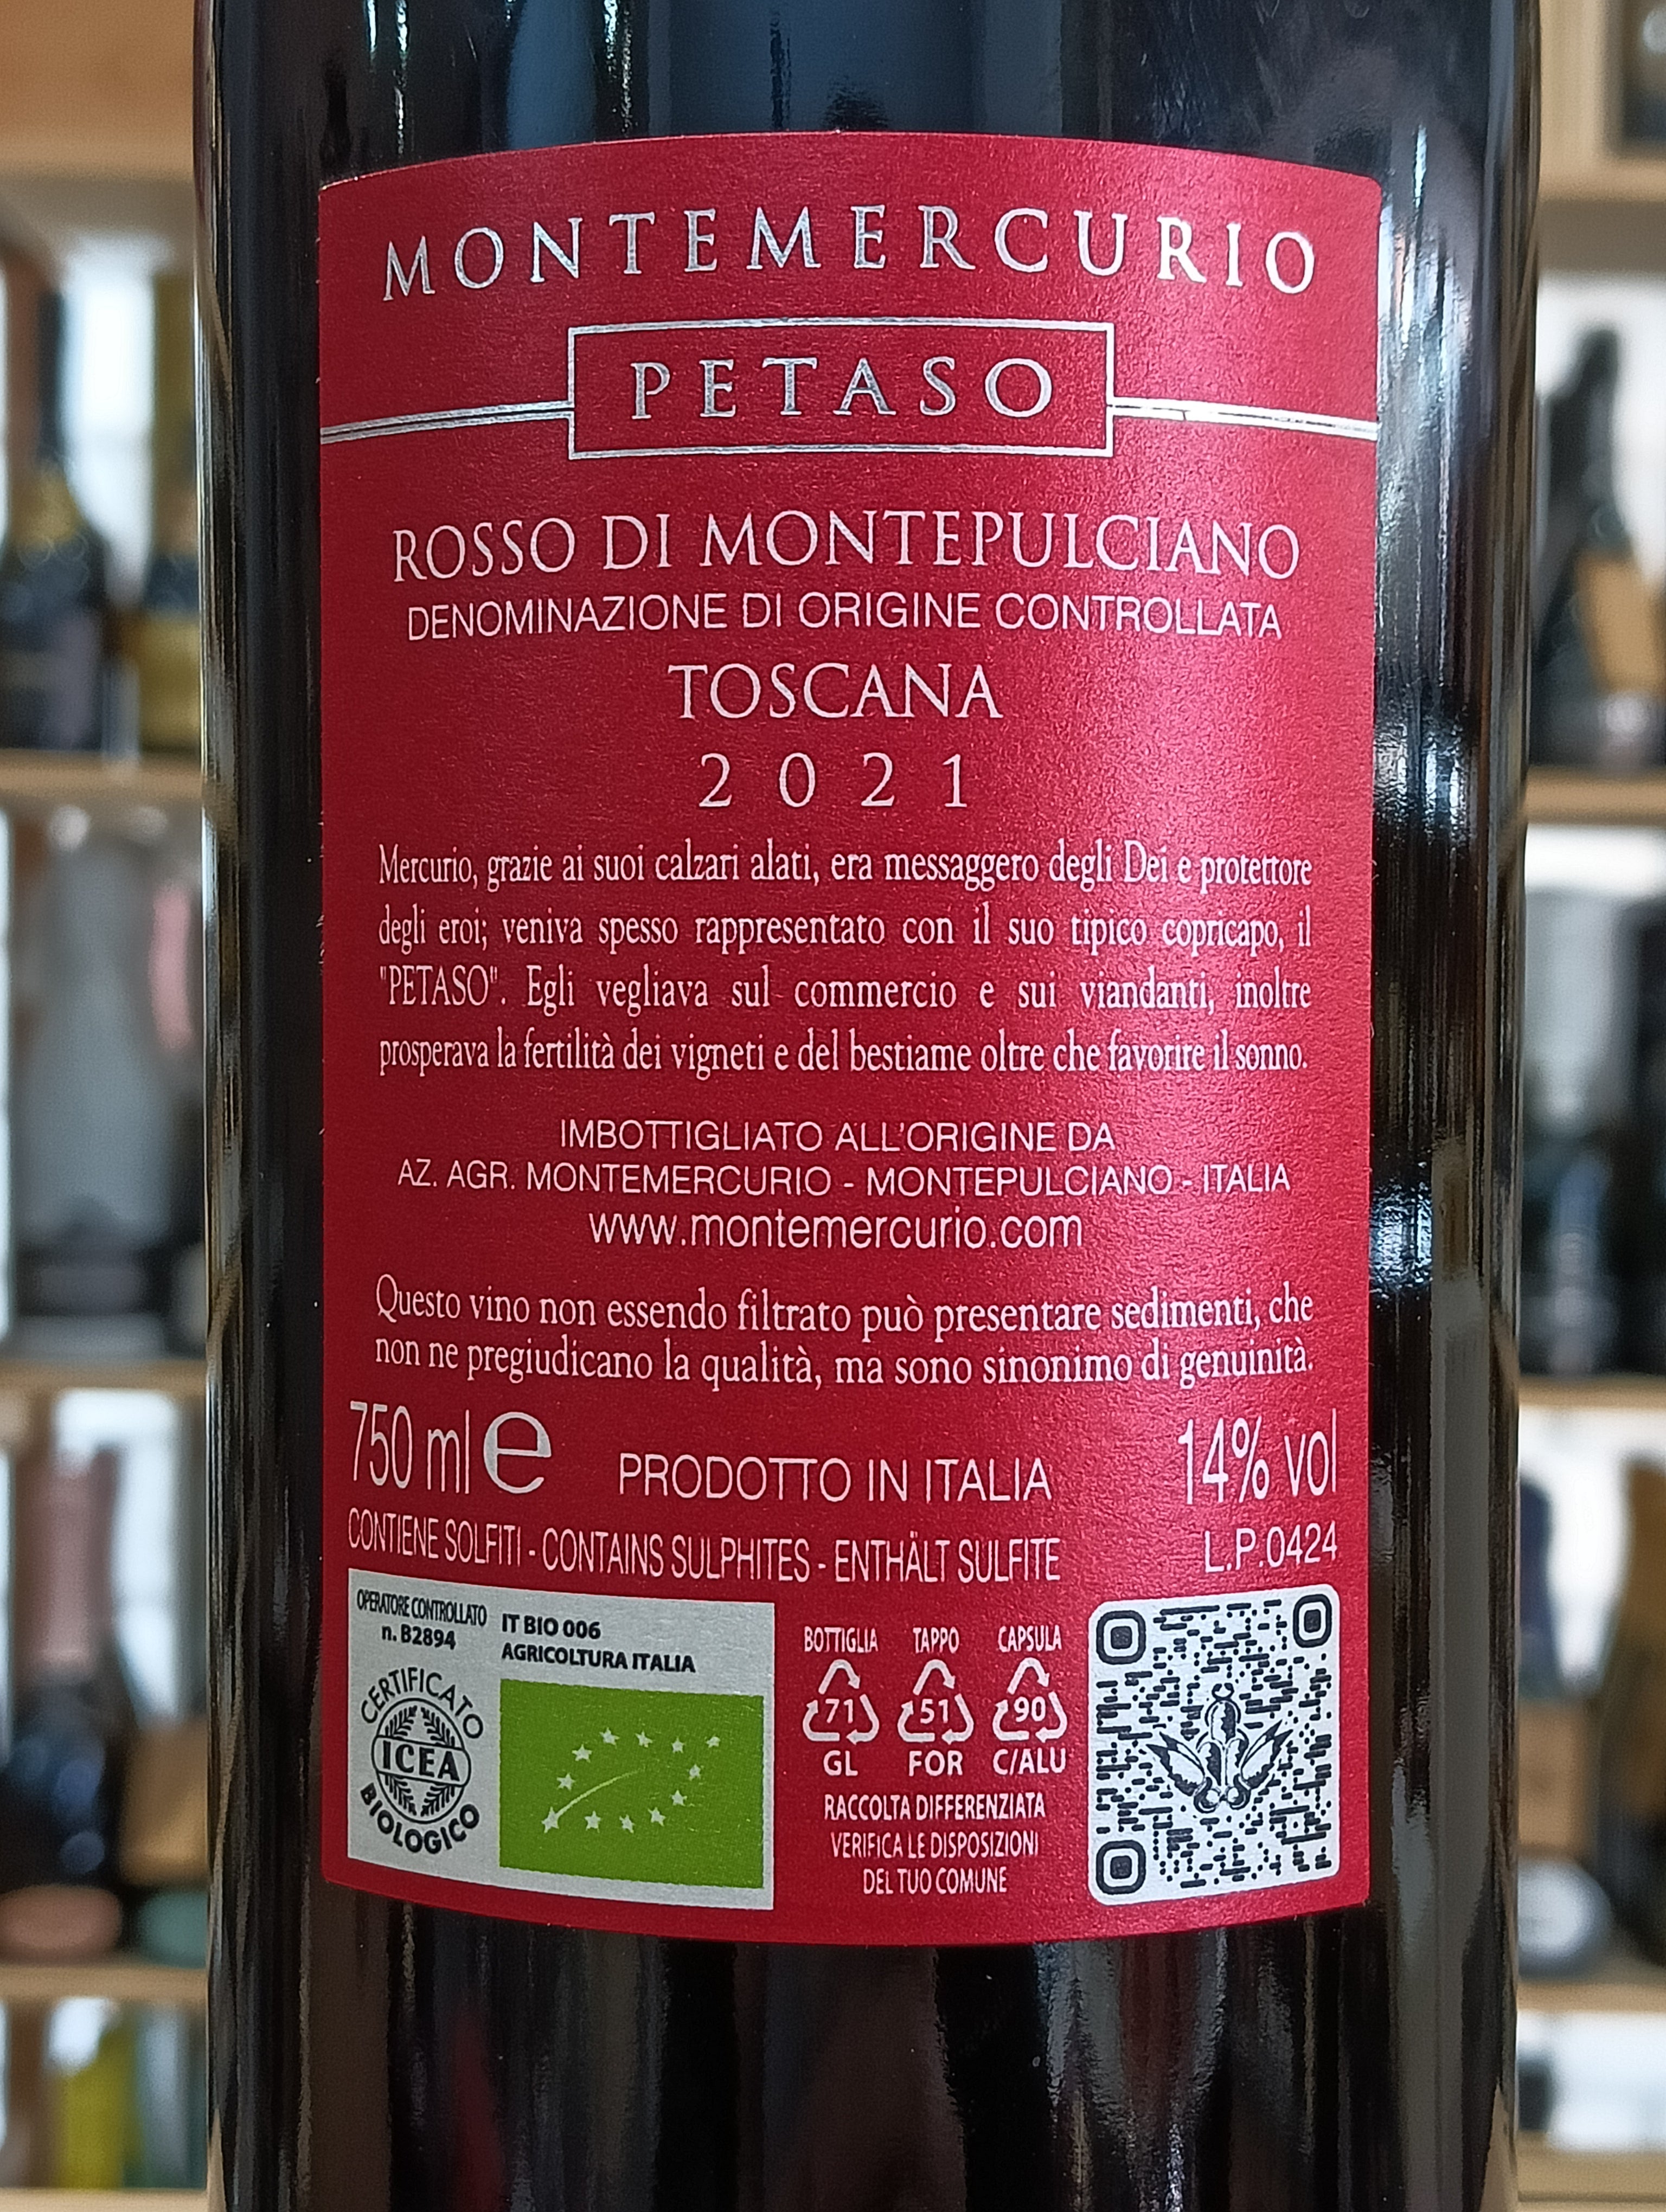 MONTEMERCURIO
PETASO
ROSSO DI MONTEPULCIANO
DENOMINAZIONE DI ORIGINE CONTROLLATA
TOSCANA
2021
Mercurio, grazie ai suoi calzari alati, era messaggero degli Dei e protettore
degli eroi; veniva spesso rappresentato con il suo tipico copricapo, il
"PETASO". Egli vegliava sul commercio e sui viandanti, inoltre
prosperava la fertilità dei vigneti e del bestiame oltre che favorire il sonno.
IMBOTTIGLIATO ALL'ORIGINE DA
AZ. AGR. MONTEMERCURIO - MONTEPULCIANO - ITALIA
www.montemercurio.com
Questo vino non essendo filtrato può presentare sedimenti, che
non ne pregiudicano la qualità, ma sono sinonimo di genuinità.
750 ml e PRODOTTO IN ITALIA 14% vol
CONTIENE SOLFITI - CONTAINS SULPHITES - ENTHÄLT SULFITE L.P.0424
OPERATORE CONTROLLATO
n. B2894
CERTIFICATO
ICEA
BIOLOGICO
IT BIO 006
AGRICOLTURA ITALIA
BOTTIGLIA TAPPO CAPSULA
71 51 90
GL FOR C/ALU
RACCOLTA DIFFERENZIATA
VERIFICA LE DISPOSIZIONI
DEL TUO COMUNE